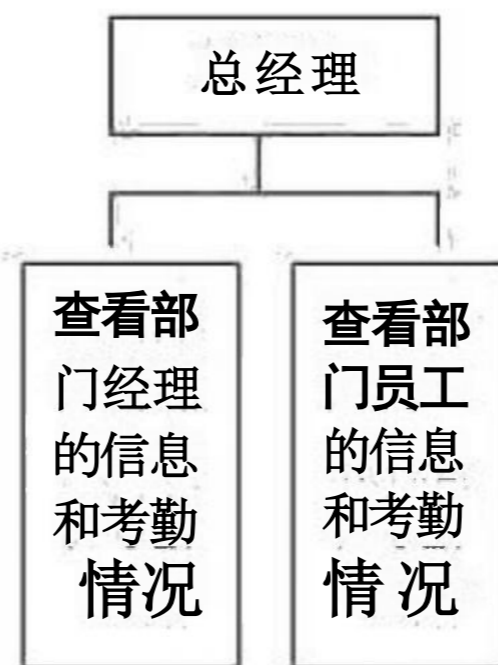 总经理
查看部
门经理
的信息
和考勤
情况
查看部
门员工
的信息
和考勤
情况